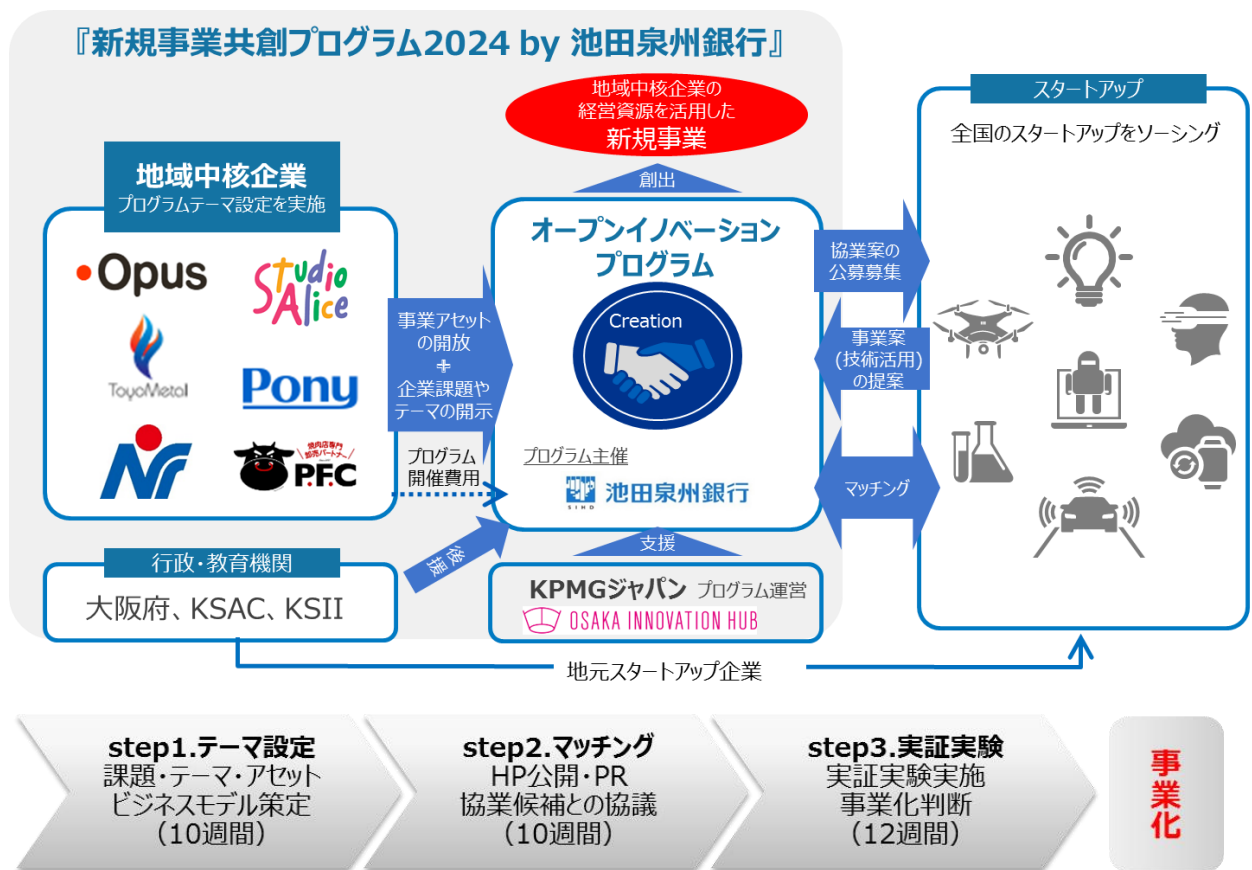 『新規事業共創プログラム2024 by 池田泉州銀行』
地域中核企業の
経営資源を活用した
新規事業
創出
地域中核企業
プログラムテーマ設定を実施
Opus
Studio
Alice
ToyoMetal
Pony
焼肉店専門
卸売パートナー
P.F.C
事業アセット
の開放
+
企業課題や
テーマの開示
プログラム
開催費用
オープンイノベーション
プログラム
Creation
プログラム主催
SIHD
池田泉州銀行
支援
KPMGジャパン プログラム運営
OSAKA INNOVATION HUB
行政・教育機関
大阪府、KSAC、KSII
後援
協業案の
公募募集
事業案
(技術活用)
の提案
マッチング
スタートアップ
全国のスタートアップをソーシング
地元スタートアップ企業
step1.テーマ設定
課題・テーマ・アセット
ビジネスモデル策定
(10週間)
step2.マッチング
HP公開・PR
協業候補との協議
(10週間)
step3.実証実験
実証実験実施
事業化判断
(12週間)
事業化